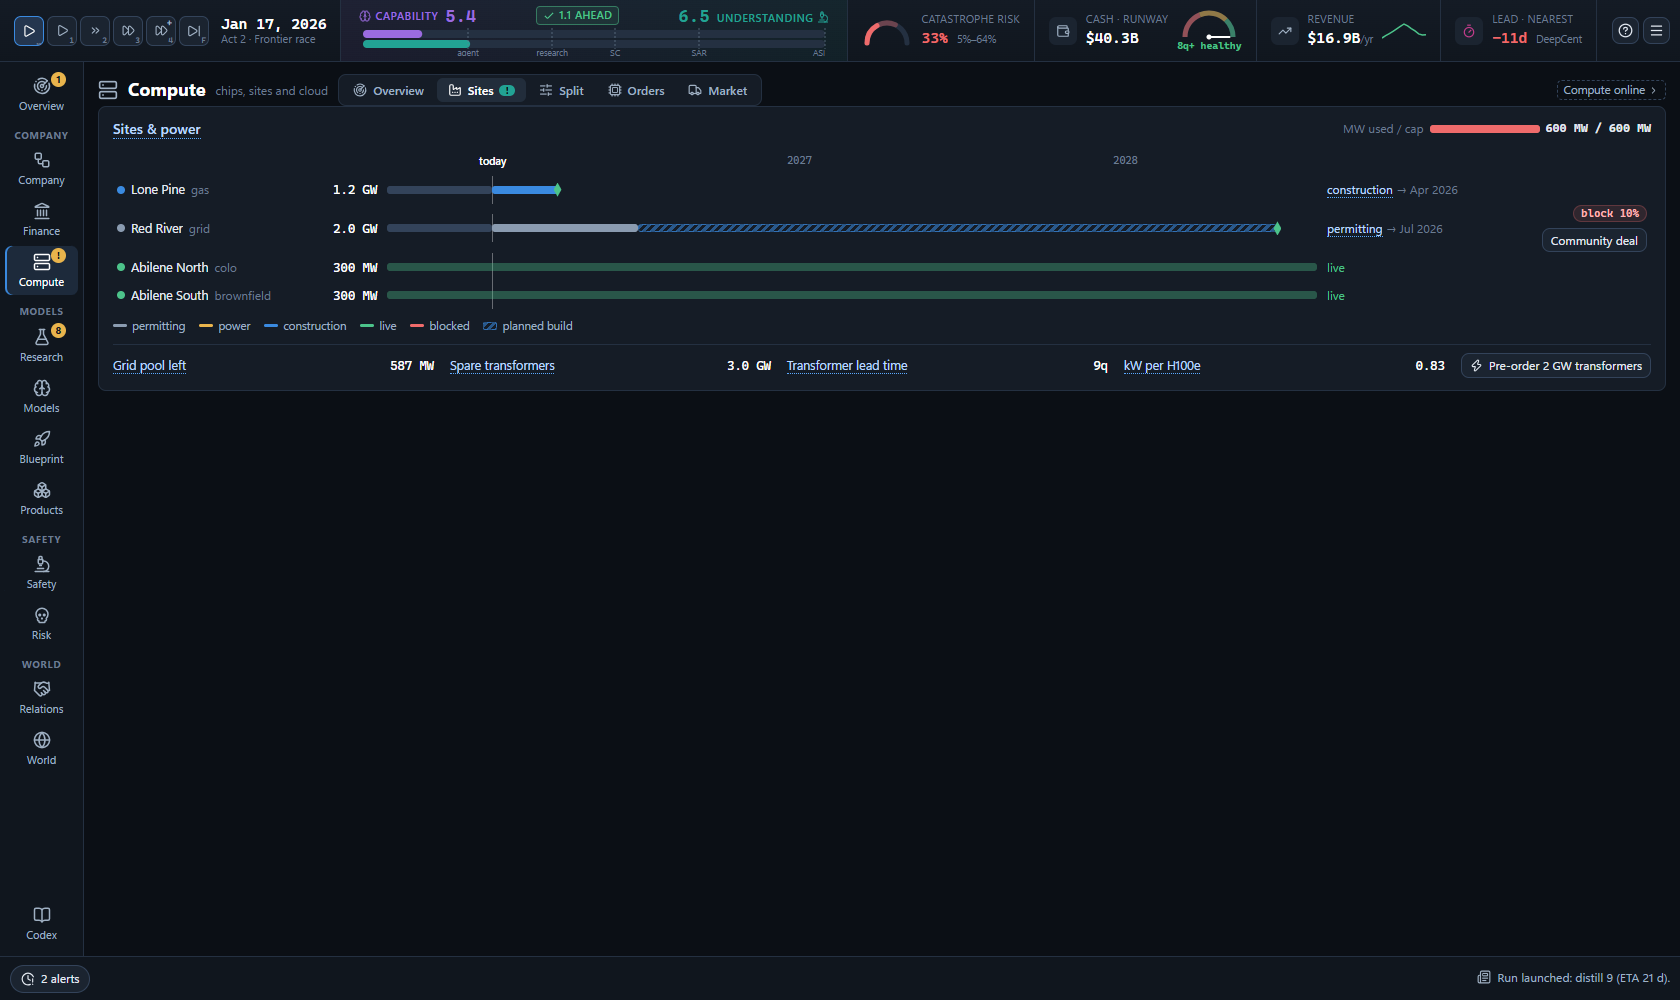 1
2
3
4
F
Jan 17, 2026
Act 2 · Frontier race
CAPABILITY 5.4
1.1 AHEAD
6.5 UNDERSTANDING
agent
research
SC
SAR
ASI
CATASTROPHE RISK
33% 5%–64%
CASH · RUNWAY
$40.3B
8q+ healthy
REVENUE
$16.9B/yr
LEAD · NEAREST
−11d DeepCent
1
Overview
COMPANY
Company
Finance
!
Compute
MODELS
8
Research
Models
Blueprint
Products
SAFETY
Safety
Risk
WORLD
Relations
World
Codex
Compute chips, sites and cloud
Overview
Sites !
Split
Orders
Market
Compute online ›
Sites & power
MW used / cap 600 MW / 600 MW
today
2027
2028
Lone Pine gas 1.2 GW construction → Apr 2026
Red River grid 2.0 GW permitting → Jul 2026
block 10%
Community deal
Abilene North colo 300 MW live
Abilene South brownfield 300 MW live
permitting power construction live blocked planned build
Grid pool left 587 MW Spare transformers 3.0 GW Transformer lead time 9q kW per H100e 0.83 Pre-order 2 GW transformers
2 alerts
Run launched: distill 9 (ETA 21 d).